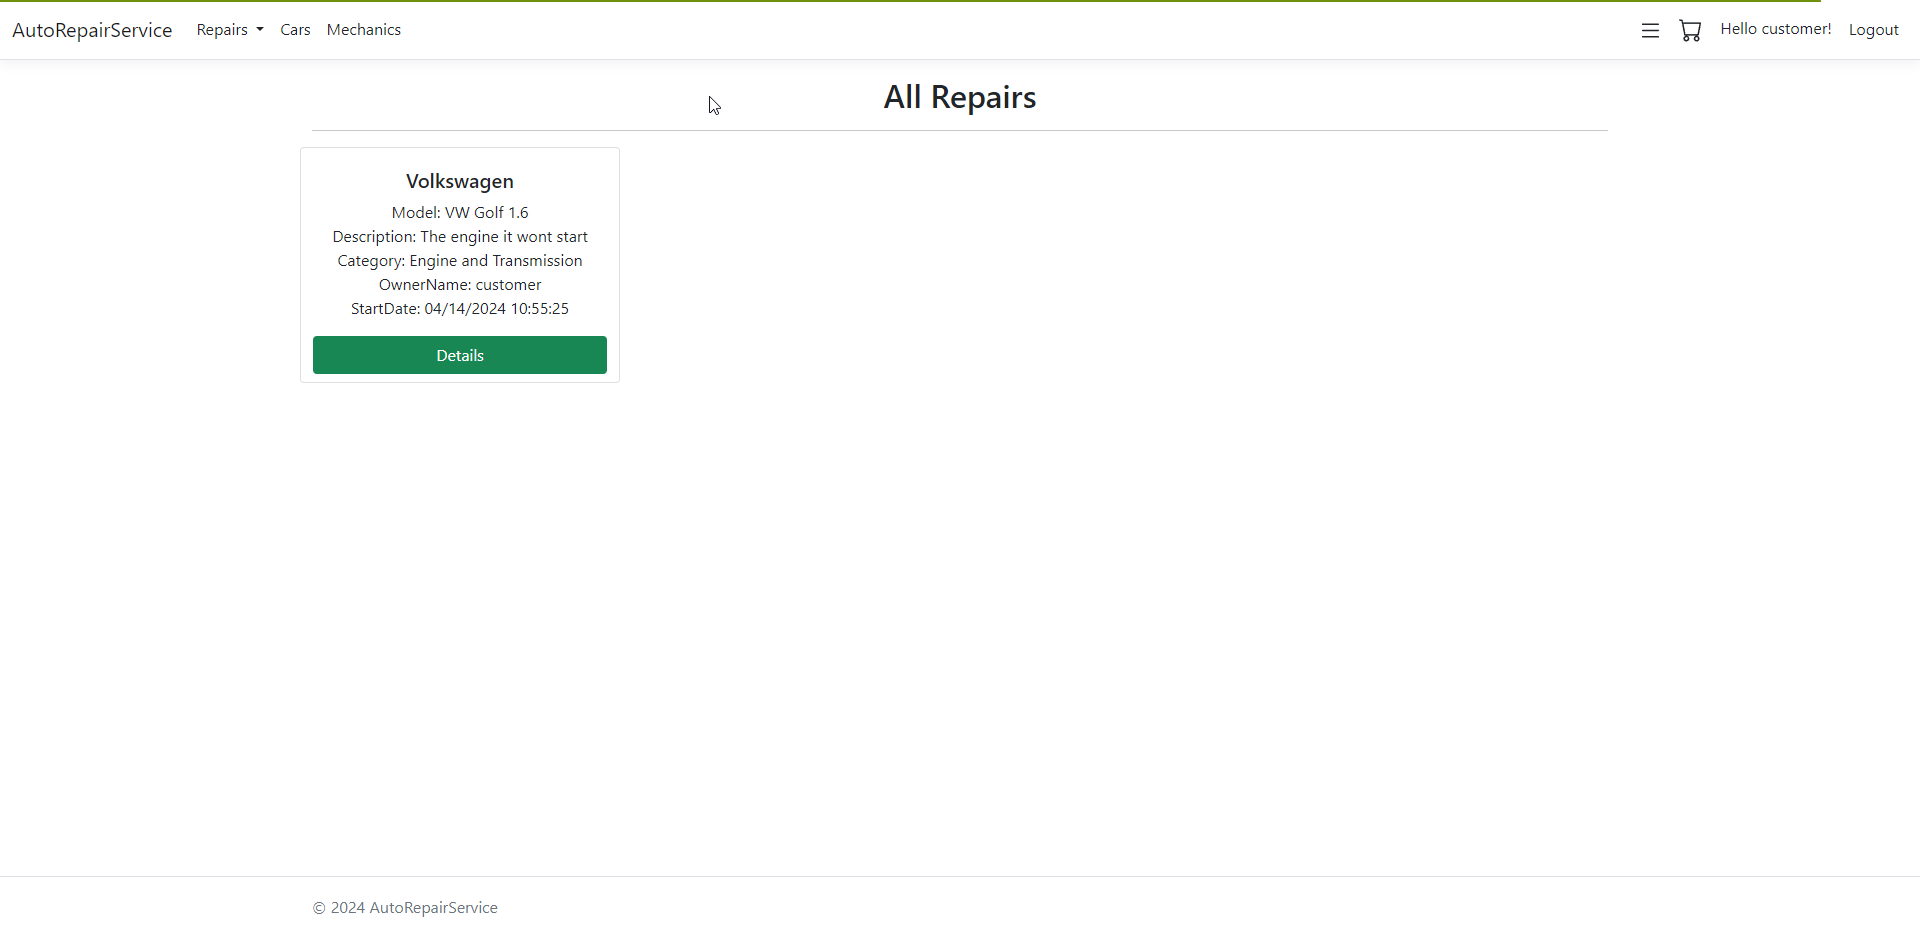 AutoRepairService Repairs Cars Mechanics Hello customer! Logout
All Repairs
Volkswagen
Model: VW Golf 1.6
Description: The engine it wont start
Category: Engine and Transmission
OwnerName: customer
StartDate: 04/14/2024 10:55:25
Details
© 2024 AutoRepairService